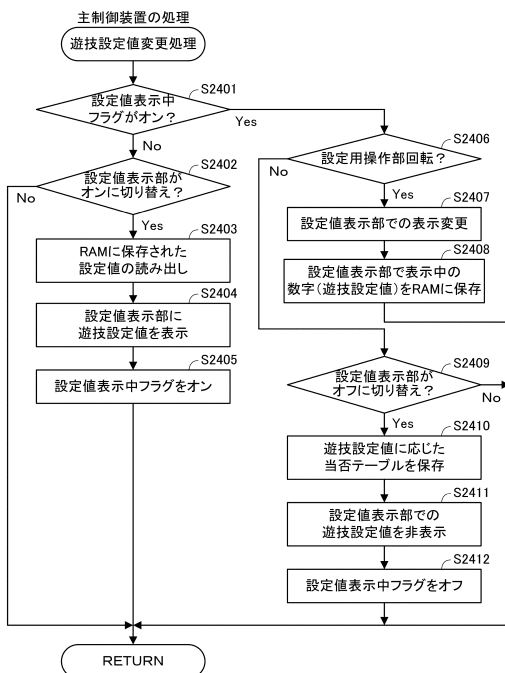 主制御装置の処理
遊技設定値変更処理
S2401
設定値表示中
フラグがオン？
Yes
No
S2402
設定値表示部が
オンに切り替え？
No
Yes
S2403
RAMに保存された
設定値の読み出し
S2404
設定値表示部に
遊技設定値を表示
S2405
設定値表示中フラグをオン
S2406
設定用操作部回転？
No
Yes
S2407
設定値表示部での表示変更
S2408
設定値表示部で表示中の
数字(遊技設定値)をRAMに保存
S2409
設定値表示部が
オフに切り替え？
No
Yes
S2410
遊技設定値に応じた
当否テーブルを保存
S2411
設定値表示部での
遊技設定値を非表示
S2412
設定値表示中フラグをオフ
RETURN